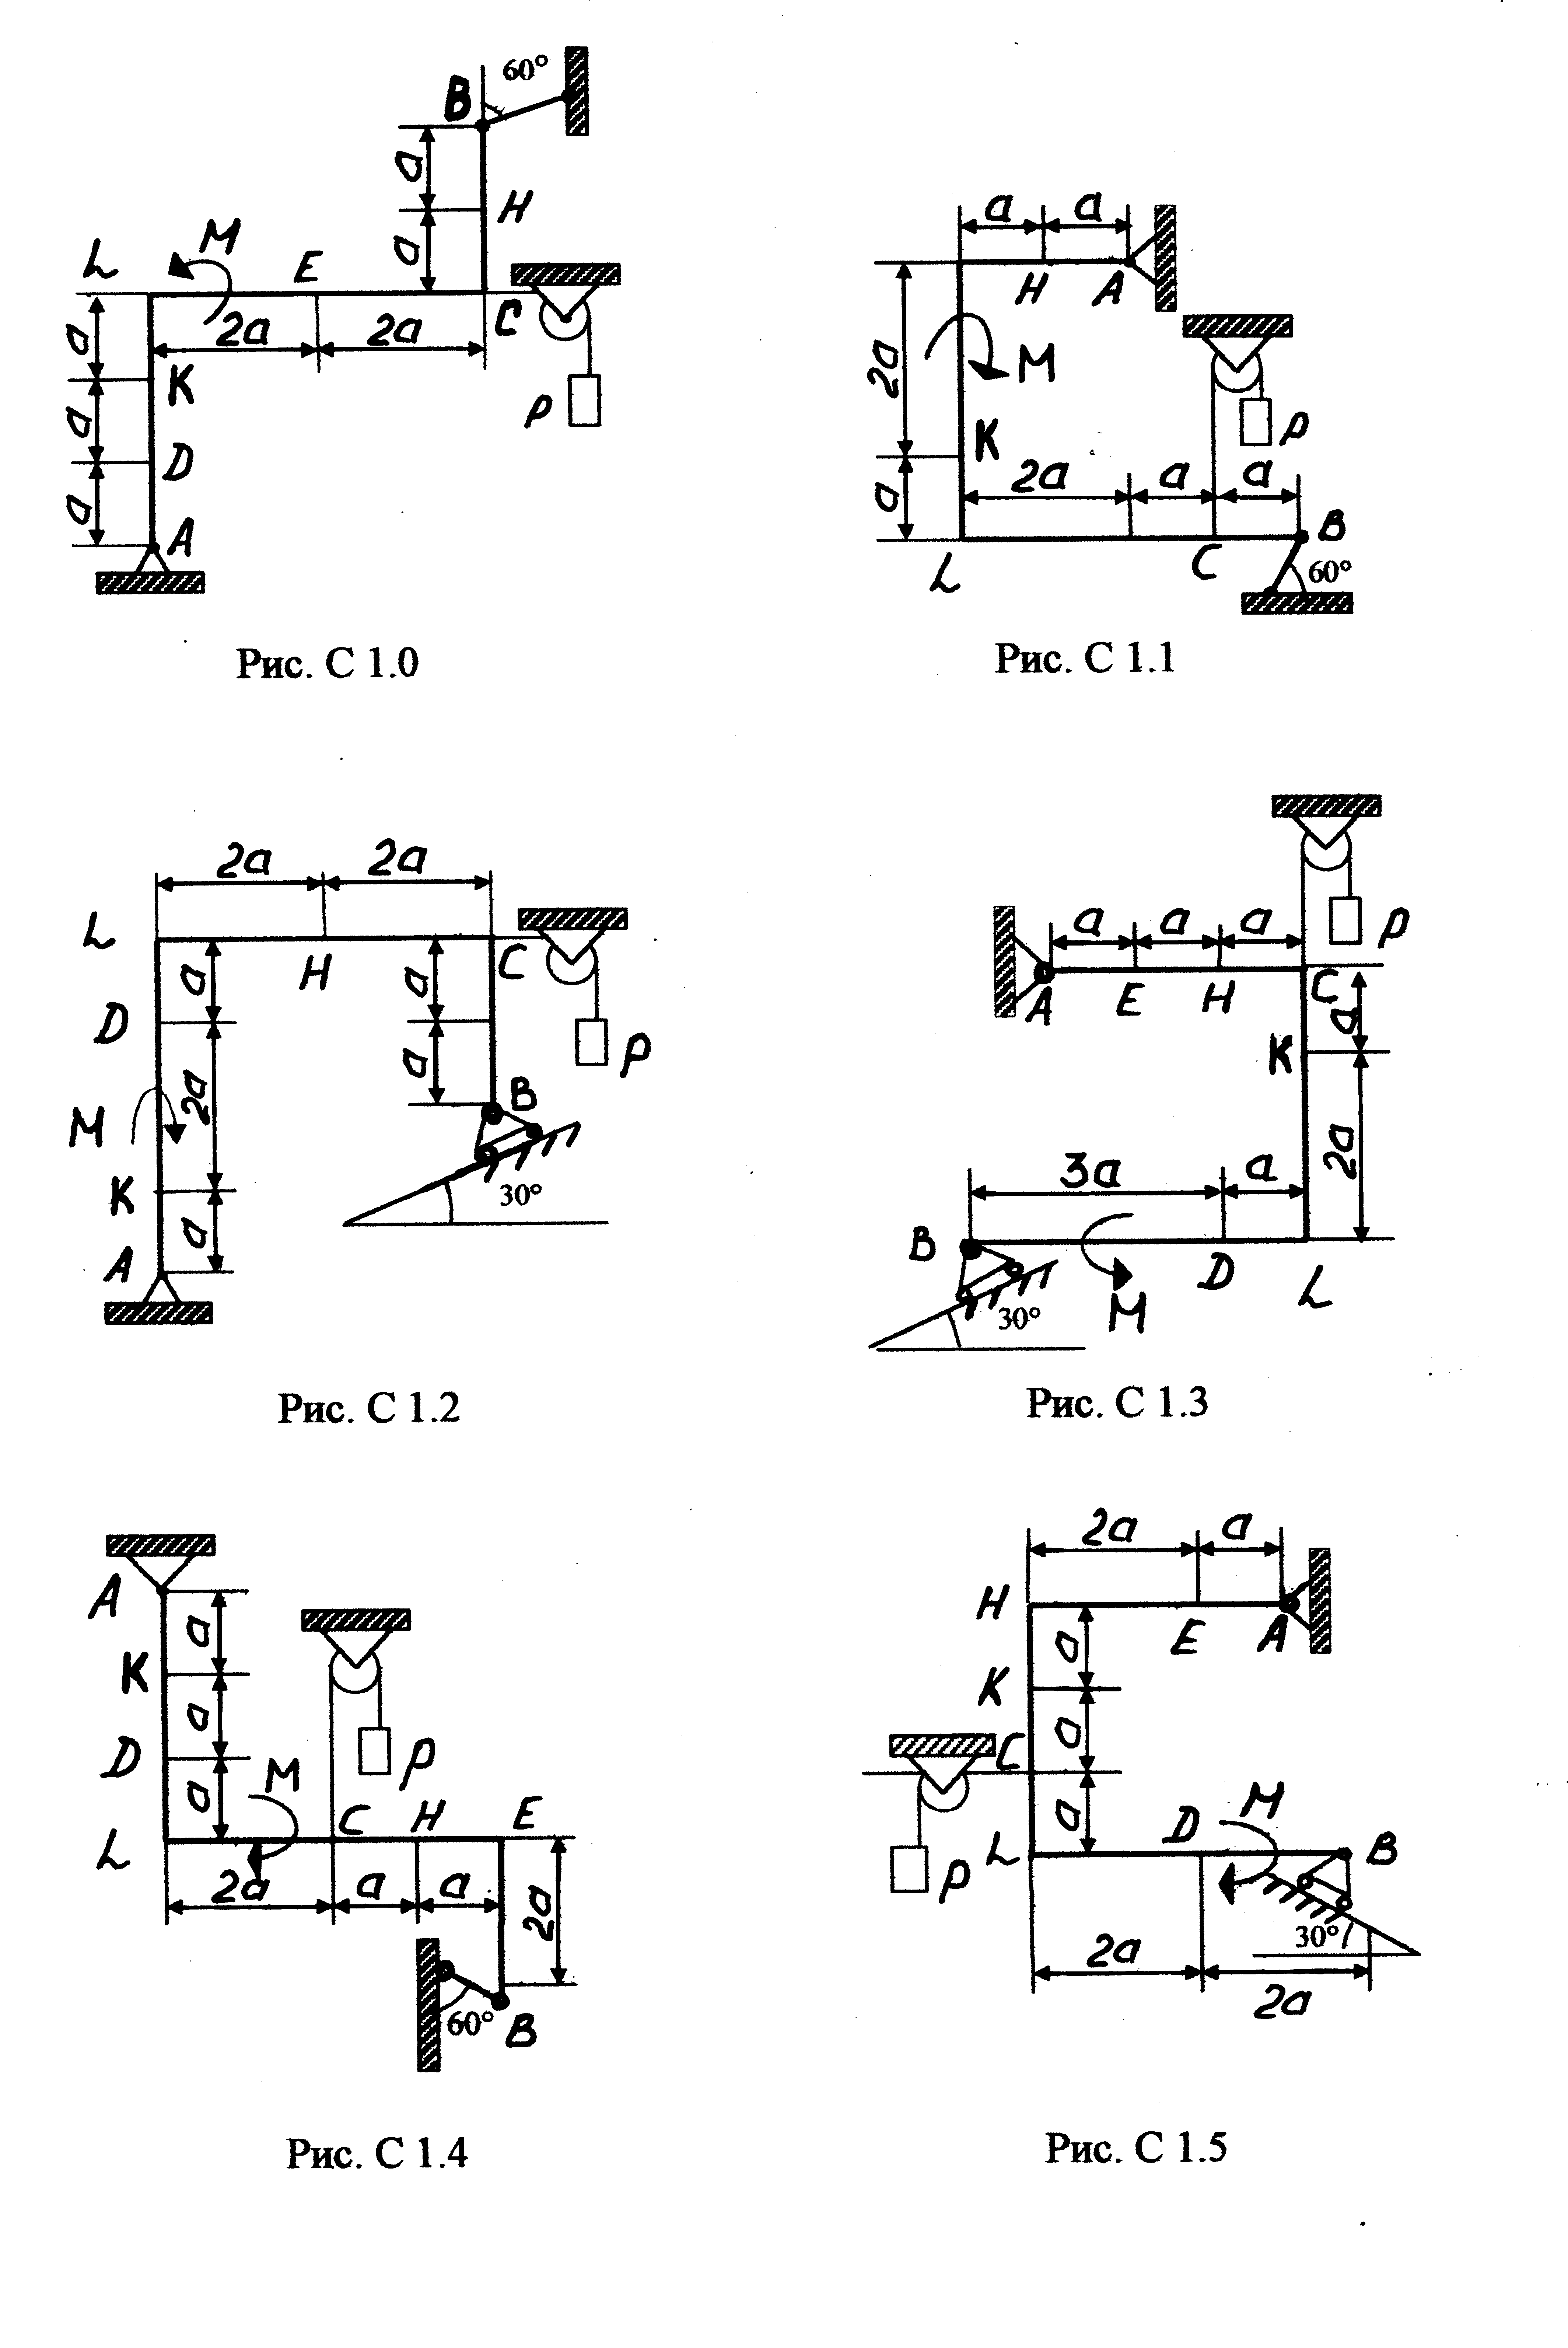 60°
B
a
H
a
M
E
L
C
2a 2a
a
K
P
a
D
a
A
Рис. С 1.0
a a
H A
2a
M
K
P
2a a a
a
B
C
L
60°
Рис. С 1.1
2a 2a
L
H
C
a
a
D
P
a
2a
B
M
K
30°
a
A
Рис. С 1.2
P
a a a
A E H C
a
K
3a a
2a
B
D
M
L
30°
Рис. С 1.3
A
a
K
a
D
P
M
a
C H E
L
2a a a
2a
60°
B
Рис. С 1.4
2a a
H
E A
a
K
a
C
D M
a
L
B
P
30°
2a
2a
Рис. С 1.5